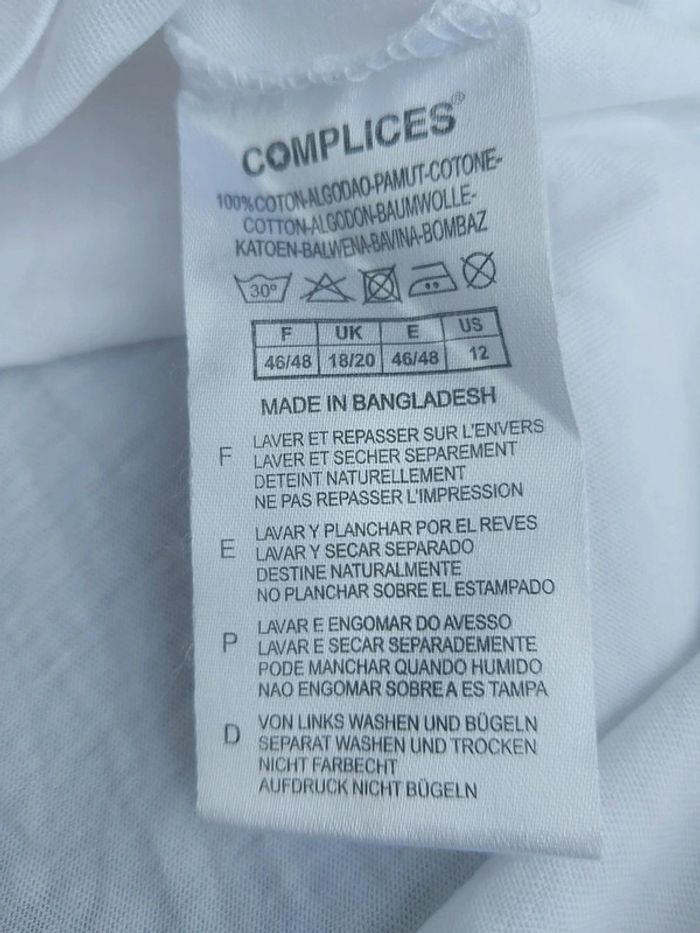 COMPLICES®
100%COTON-ALGODAO-PAMUT-COTONE-
COTTON-ALGODON-BAUMWOLLE-
KATOEN-BALWENA-BAVINA-BOMBAZ
30°
F UK E US
46/48 18/20 46/48 12
MADE IN BANGLADESH
F
LAVER ET REPASSER SUR L'ENVERS
LAVER ET SECHER SEPAREMENT
DETEINT NATURELLEMENT
NE PAS REPASSER L'IMPRESSION
E
LAVAR Y PLANCHAR POR EL REVES
LAVAR Y SECAR SEPARADO
DESTINE NATURALMENTE
NO PLANCHAR SOBRE EL ESTAMPADO
P
LAVAR E ENGOMAR DO AVESSO
LAVAR E SECAR SEPARADEMENTE
PODE MANCHAR QUANDO HUMIDO
NAO ENGOMAR SOBRE A ES TAMPA
D
VON LINKS WASHEN UND BÜGELN
SEPARAT WASHEN UND TROCKEN
NICHT FARBECHT
AUFDRUCK NICHT BÜGELN